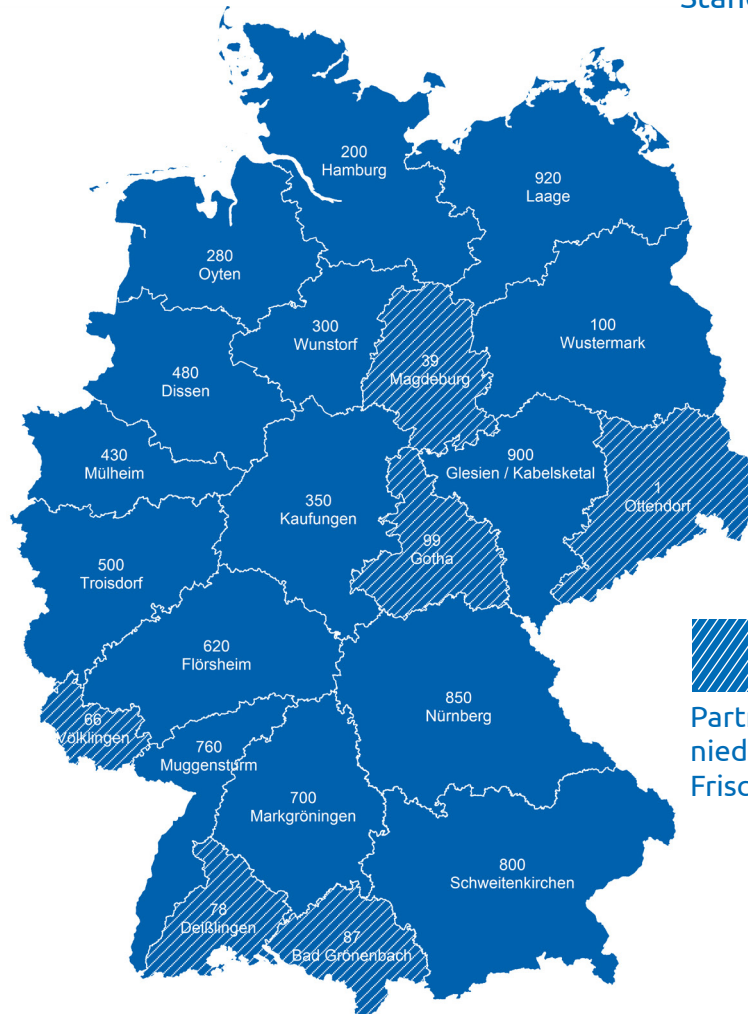 200
Hamburg
920
Laage
280
Oyten
300
Wunstorf
100
Wustermark
39
Magdeburg
480
Dissen
430
Mülheim
900
Glesien / Kabelsketal
1
Ottendorf
350
Kaufungen
99
Gotha
500
Troisdorf
620
Flörsheim
850
Nürnberg
66
Völklingen
760
Muggensturm
700
Markgröningen
800
Schweitenkirchen
78
Deißlingen
87
Bad Grönenbach